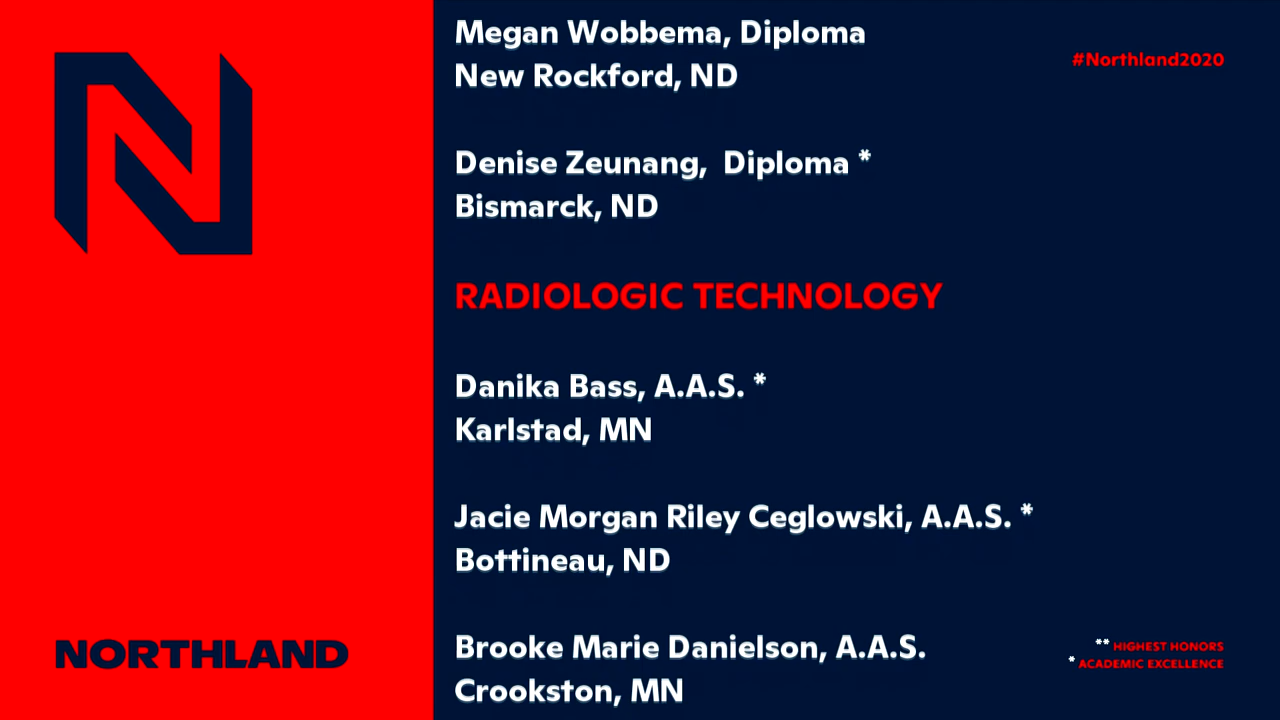 Megan Wobbema, Diploma
New Rockford, ND
#Northland2020
Denise Zeunang,  Diploma *
Bismarck, ND
RADIOLOGIC TECHNOLOGY
Danika Bass, A.A.S. *
Karlstad, MN
Jacie Morgan Riley Ceglowski, A.A.S. *
Bottineau, ND
Brooke Marie Danielson, A.A.S.
Crookston, MN
NORTHLAND
** HIGHEST HONORS
* ACADEMIC EXCELLENCE